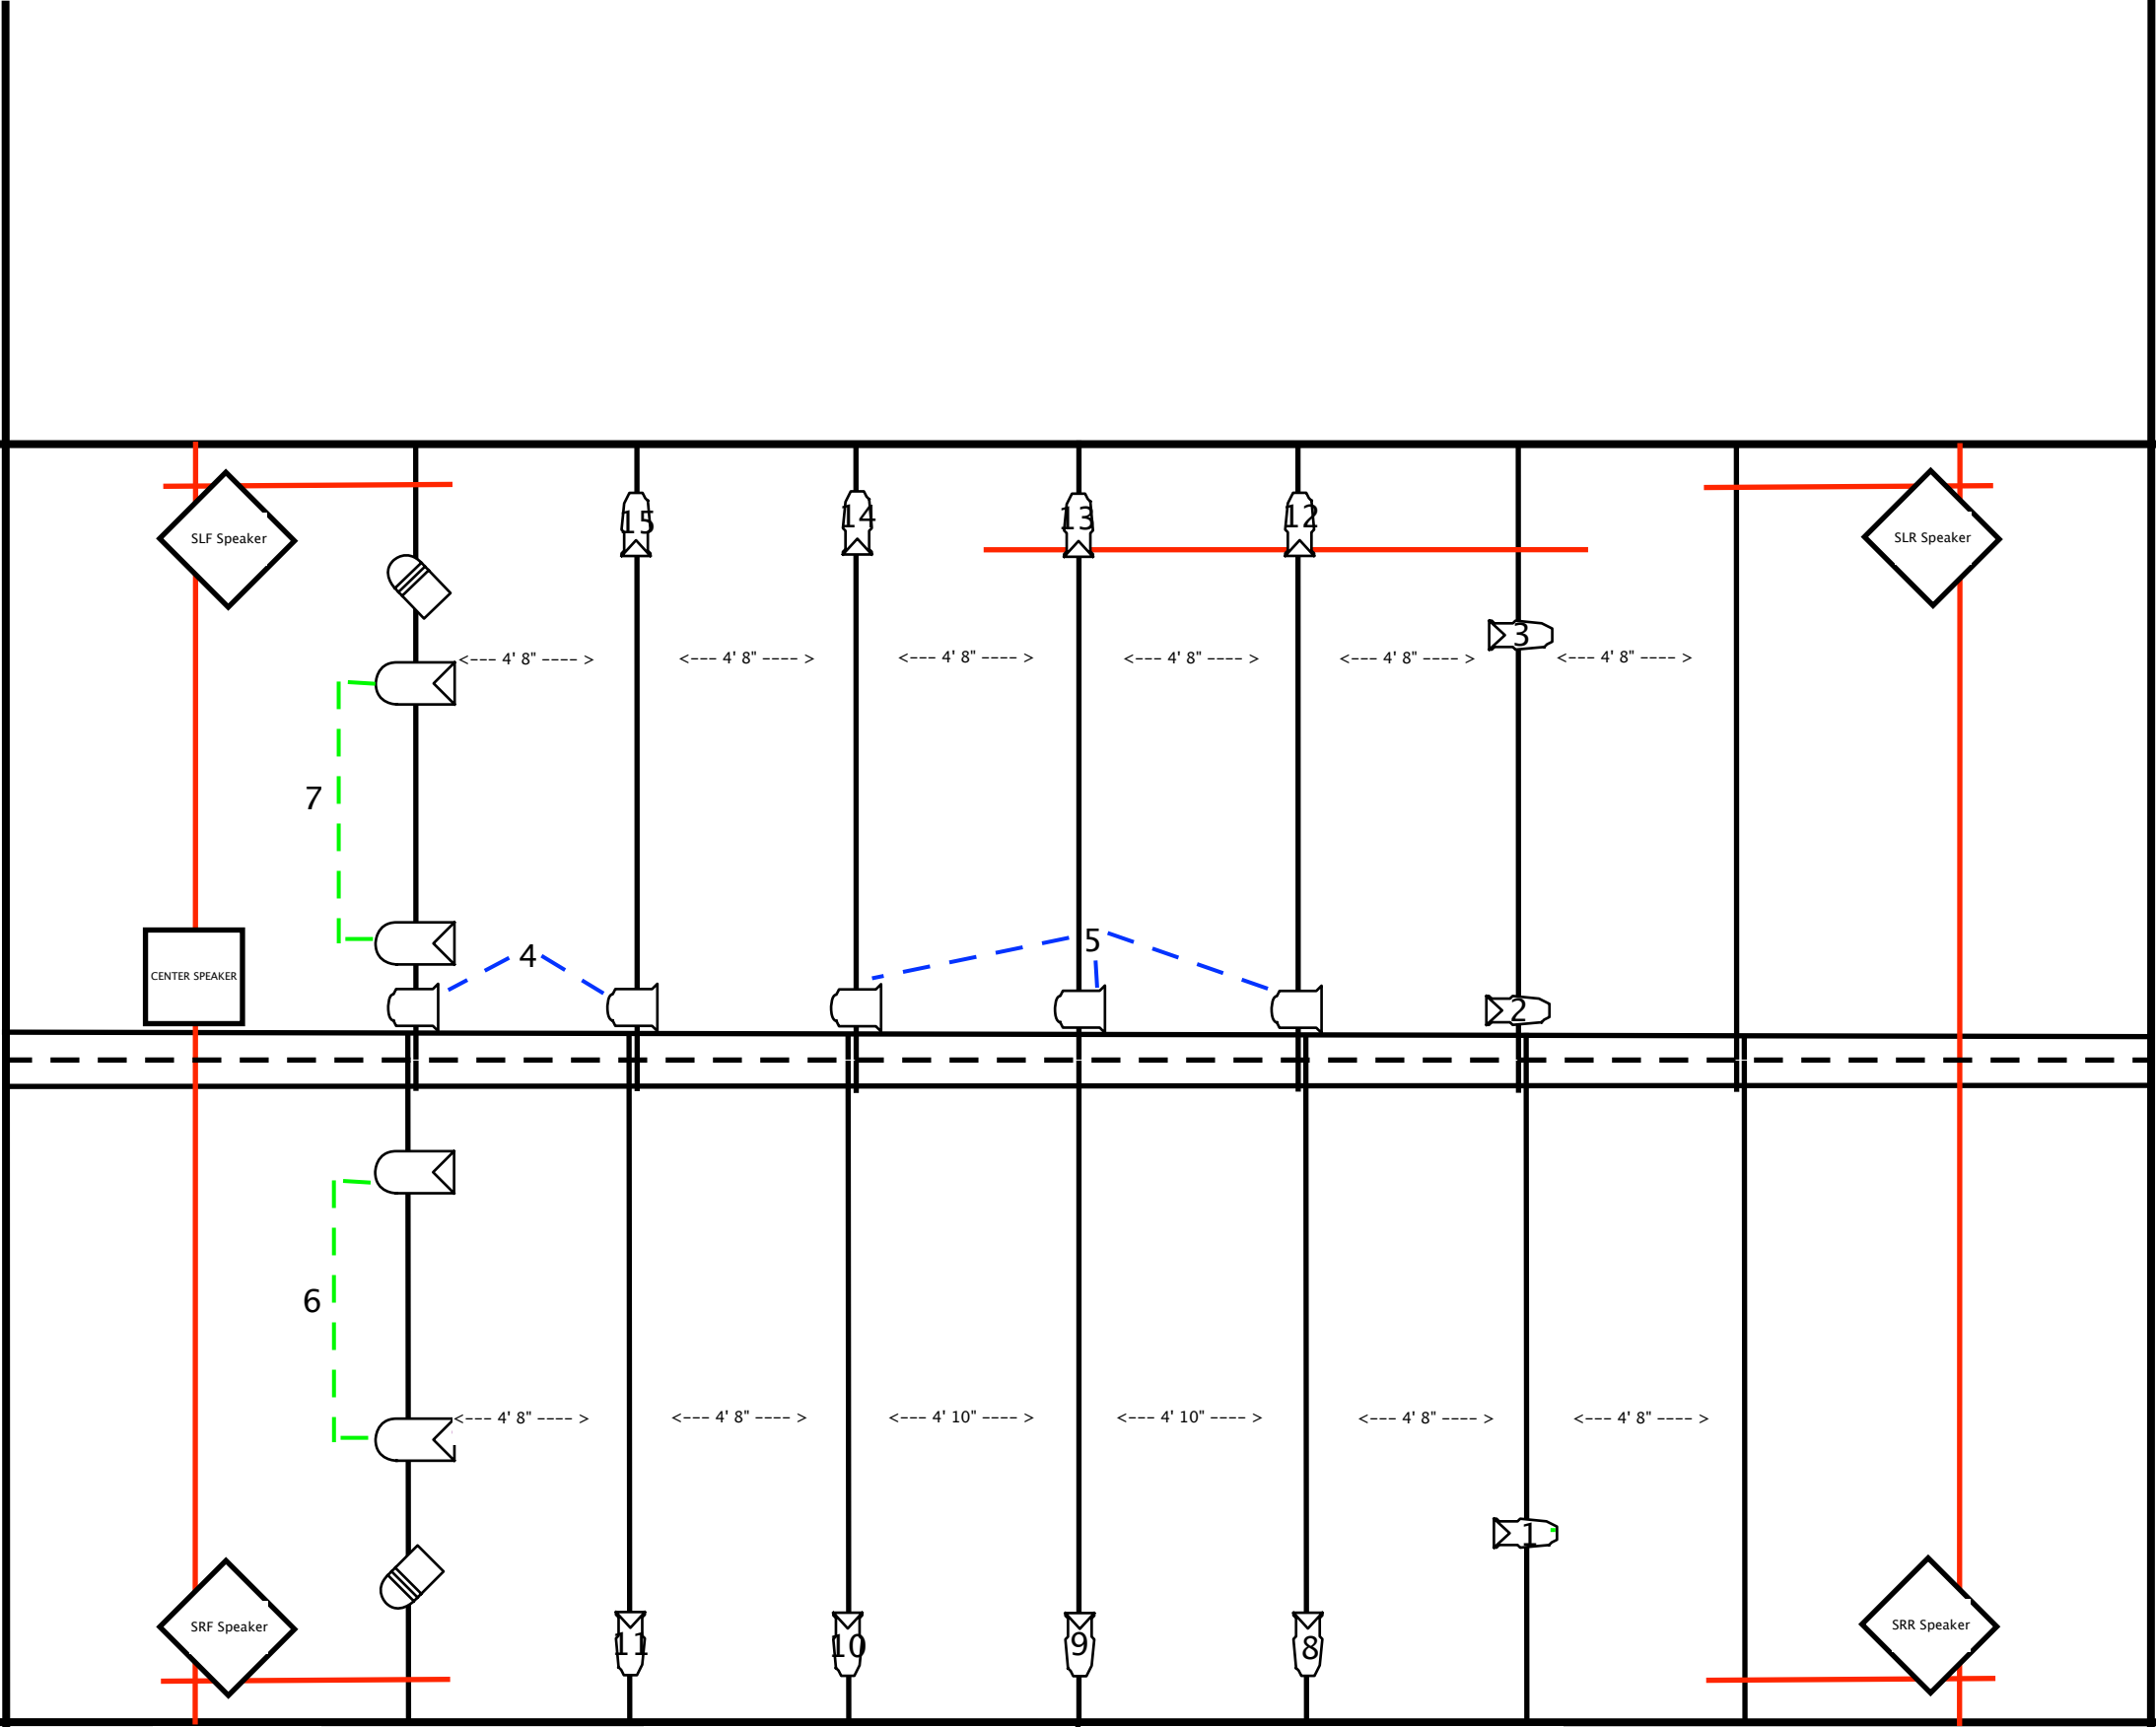 15
14
13
12
SLF Speaker
SLR Speaker
3
<--- 4' 8" ---- >
<--- 4' 8" ---- >
<--- 4' 8" ---- >
<--- 4' 8" ---- >
<--- 4' 8" ---- >
<--- 4' 8" ---- >
7
5
4
CENTER SPEAKER
2
6
<--- 4' 8" ---- >
<--- 4' 8" ---- >
<--- 4' 10" ---- >
<--- 4' 10" ---- >
<--- 4' 8" ---- >
<--- 4' 8" ---- >
1
SRF Speaker
SRR Speaker
11
10
9
8